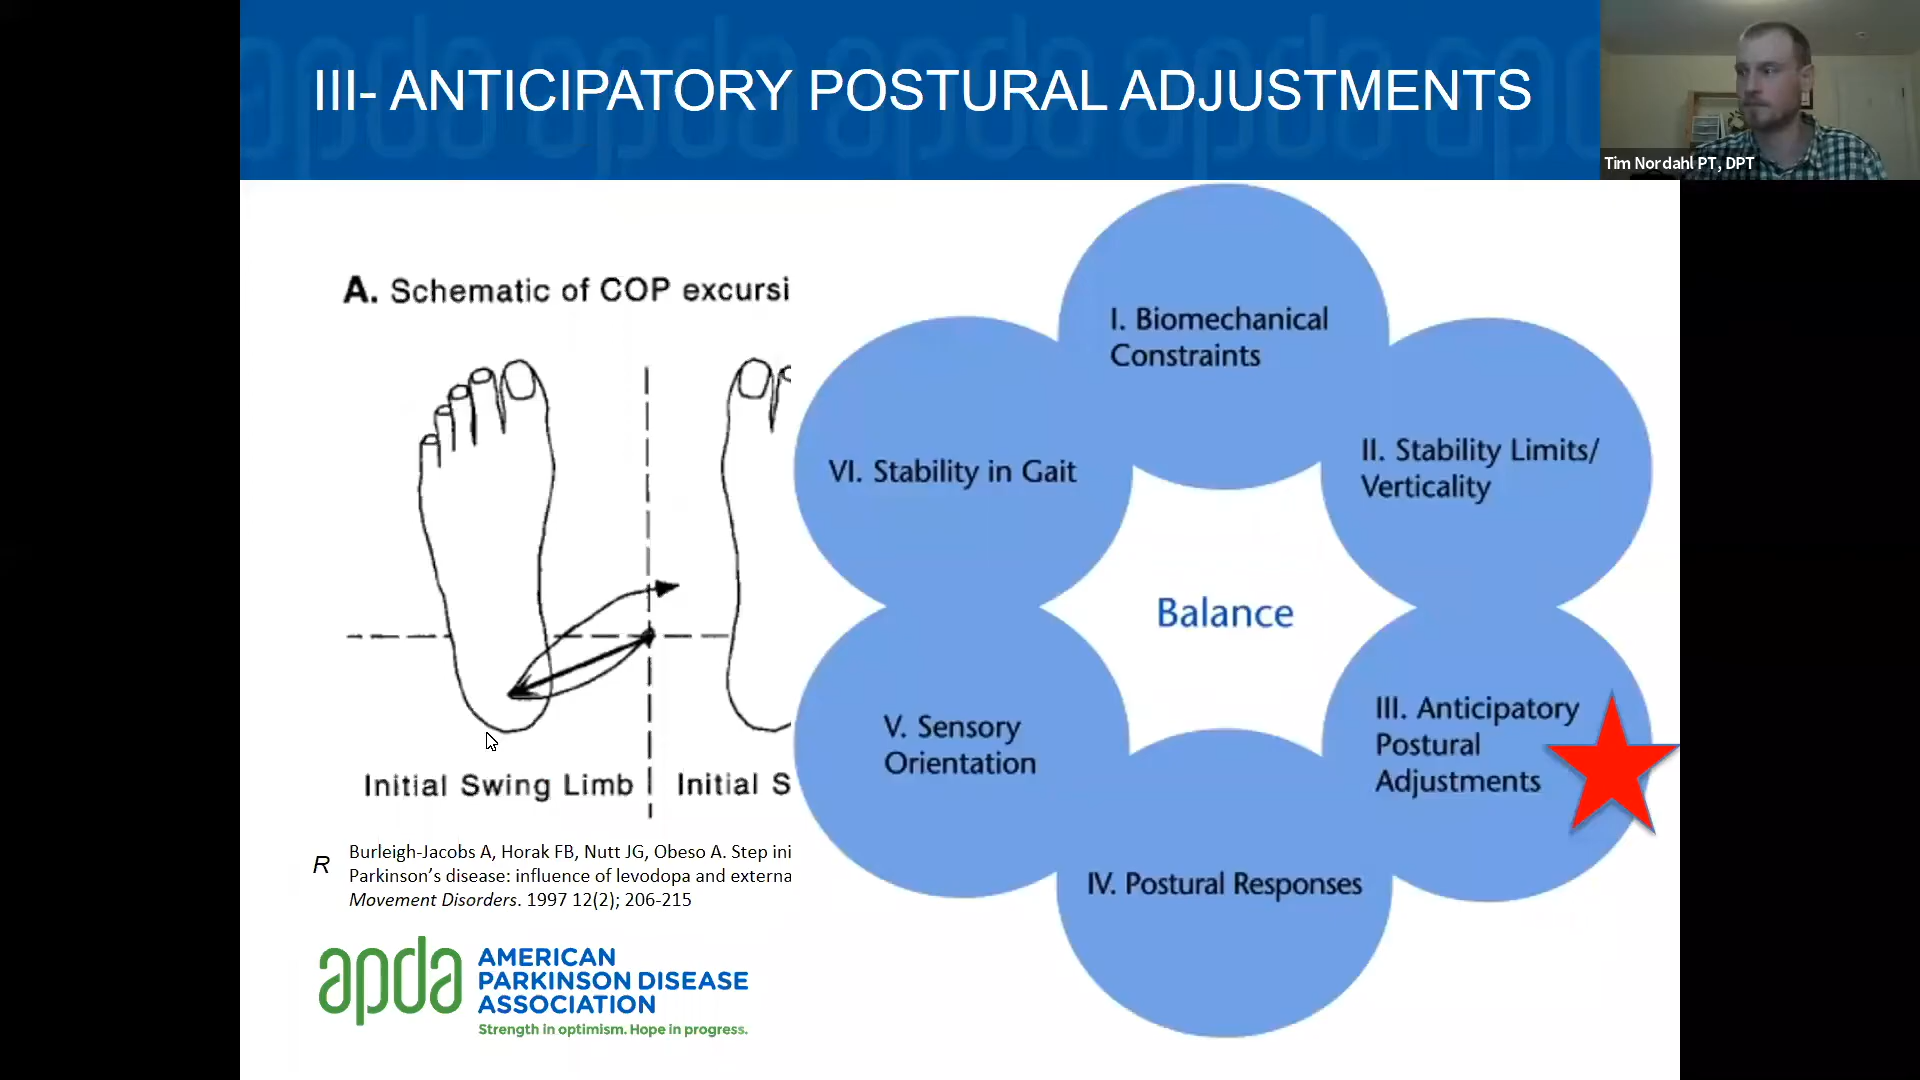 III- ANTICIPATORY POSTURAL ADJUSTMENTS
Tim Nordahl PT, DPT
A. Schematic of COP excursi
Initial Swing Limb
Initial S
R
Burleigh-Jacobs A, Horak FB, Nutt JG, Obeso A. Step ini
Parkinson's disease: influence of levodopa and externa
Movement Disorders. 1997 12(2); 206-215
apda
AMERICAN
PARKINSON DISEASE
ASSOCIATION
Strength in optimism. Hope in progress.
I. Biomechanical
Constraints
II. Stability Limits/
Verticality
III. Anticipatory
Postural
Adjustments
IV. Postural Responses
V. Sensory
Orientation
VI. Stability in Gait
Balance